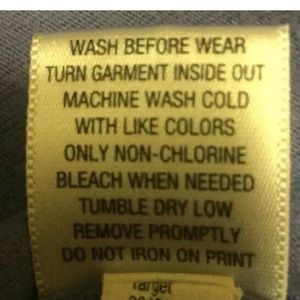 WASH BEFORE WEAR
TURN GARMENT INSIDE OUT
MACHINE WASH COLD
WITH LIKE COLORS
ONLY NON-CHLORINE
BLEACH WHEN NEEDED
TUMBLE DRY LOW
REMOVE PROMPTLY
DO NOT IRON ON PRINT
Target